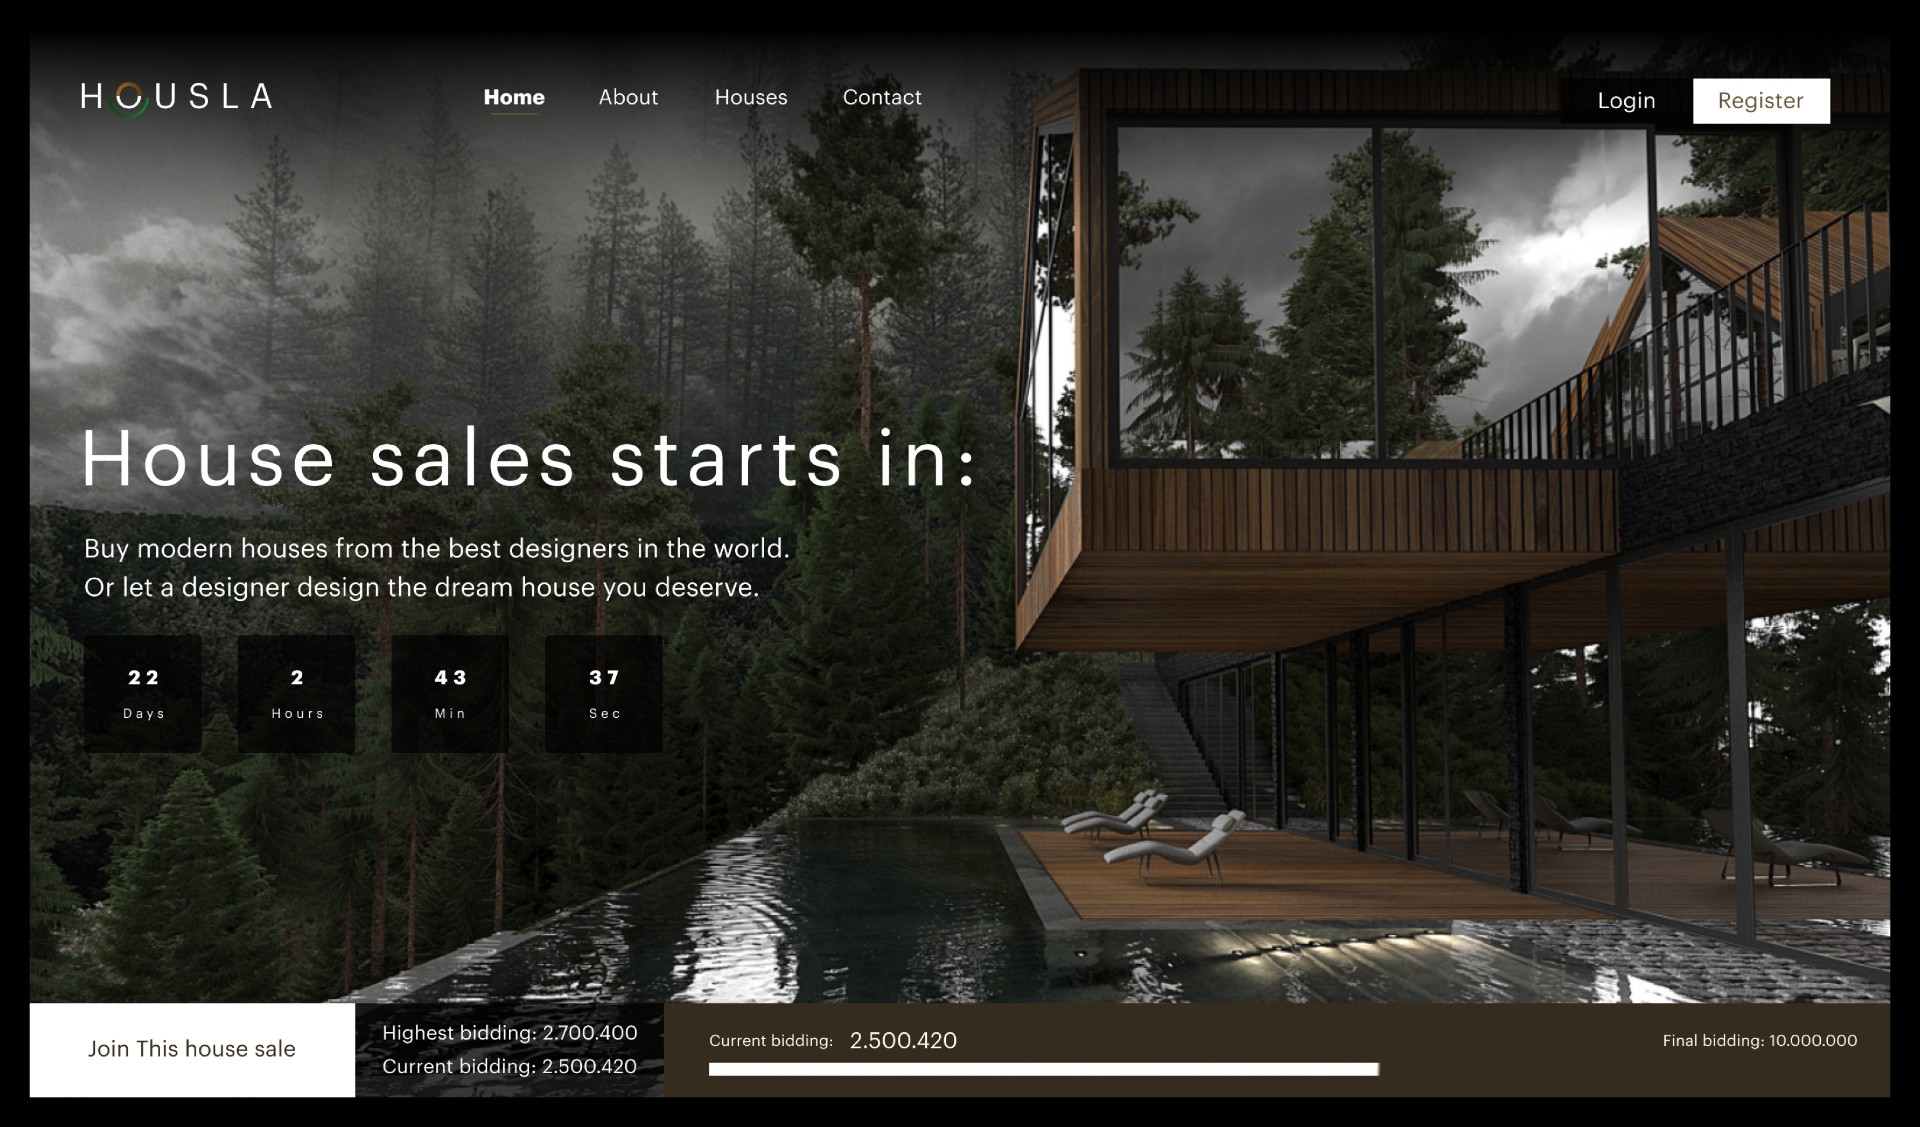 HOUSLA
Home About Houses Contact
Login Register
House sales starts in:
Buy modern houses from the best designers in the world.
Or let a designer design the dream house you deserve.
22 2 43 37
Days Hours Min Sec
Join This house sale
Highest bidding: 2.700.400
Current bidding: 2.500.420
Current bidding: 2.500.420
Final bidding: 10.000.000